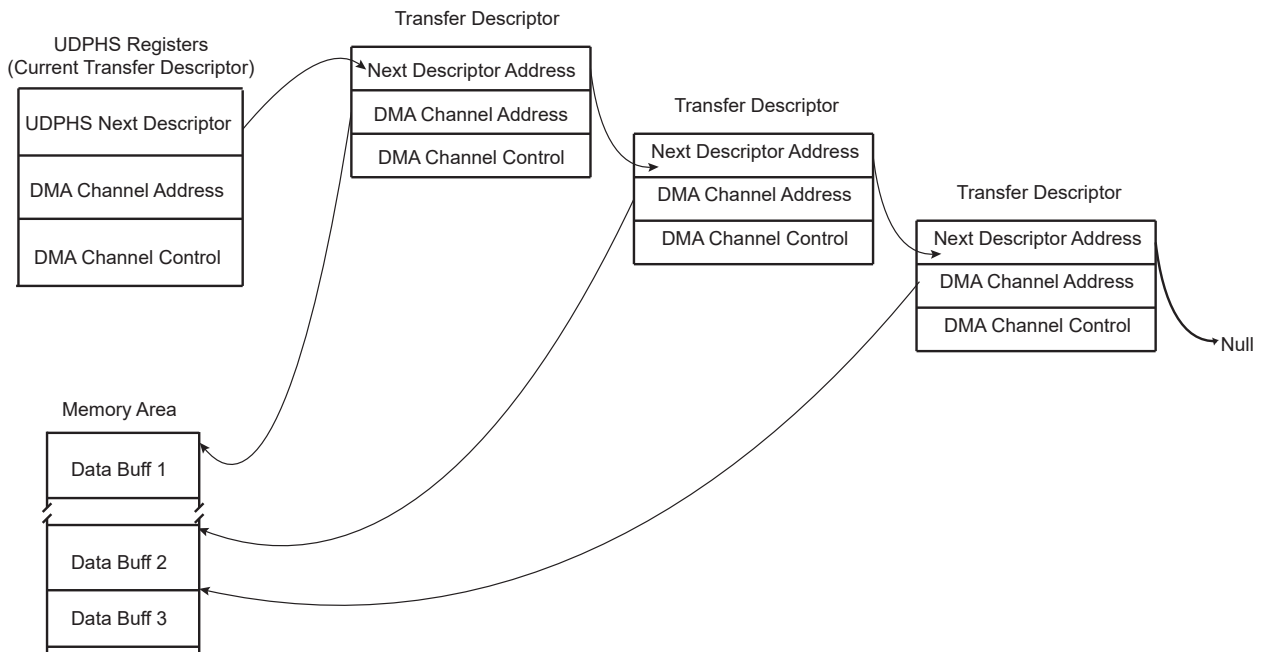 UDPHS Registers
(Current Transfer Descriptor)
UDPHS Next Descriptor
DMA Channel Address
DMA Channel Control
Transfer Descriptor
Next Descriptor Address
DMA Channel Address
DMA Channel Control
Transfer Descriptor
Next Descriptor Address
DMA Channel Address
DMA Channel Control
Transfer Descriptor
Next Descriptor Address
DMA Channel Address
DMA Channel Control
Null
Memory Area
Data Buff 1
Data Buff 2
Data Buff 3